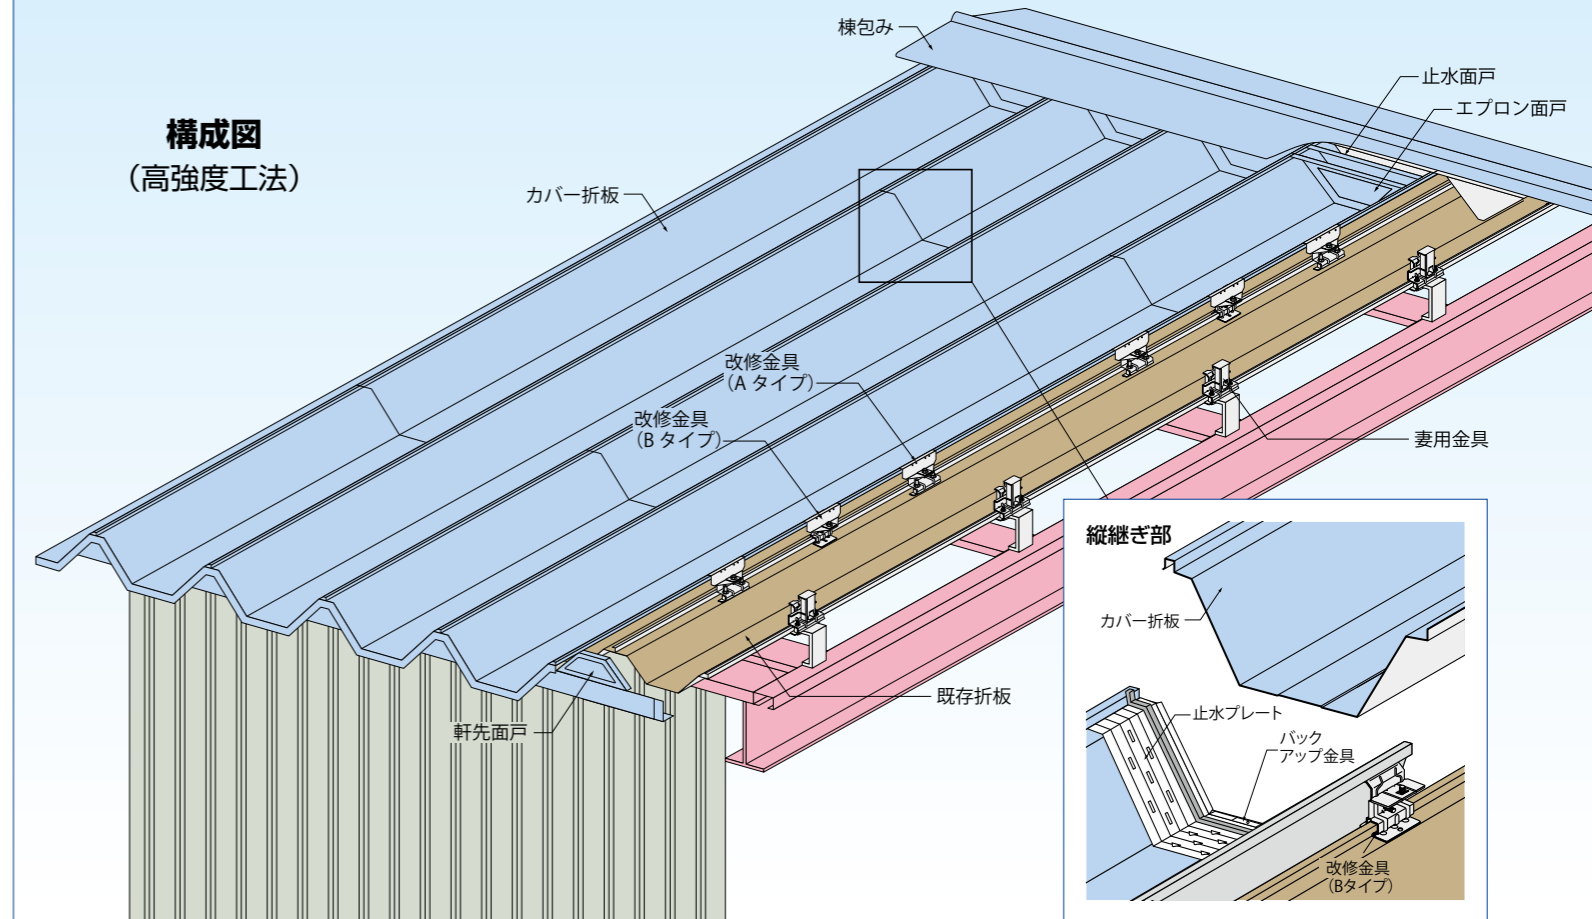 構成図
（高強度工法）
棟包み
止水面戸
エプロン面戸
カバー折板
改修金具
（A タイプ）
改修金具
（B タイプ）
妻用金具
既存折板
軒先面戸
縦継ぎ部
カバー折板
止水プレート
バック
アップ金具
改修金具
（Bタイプ）